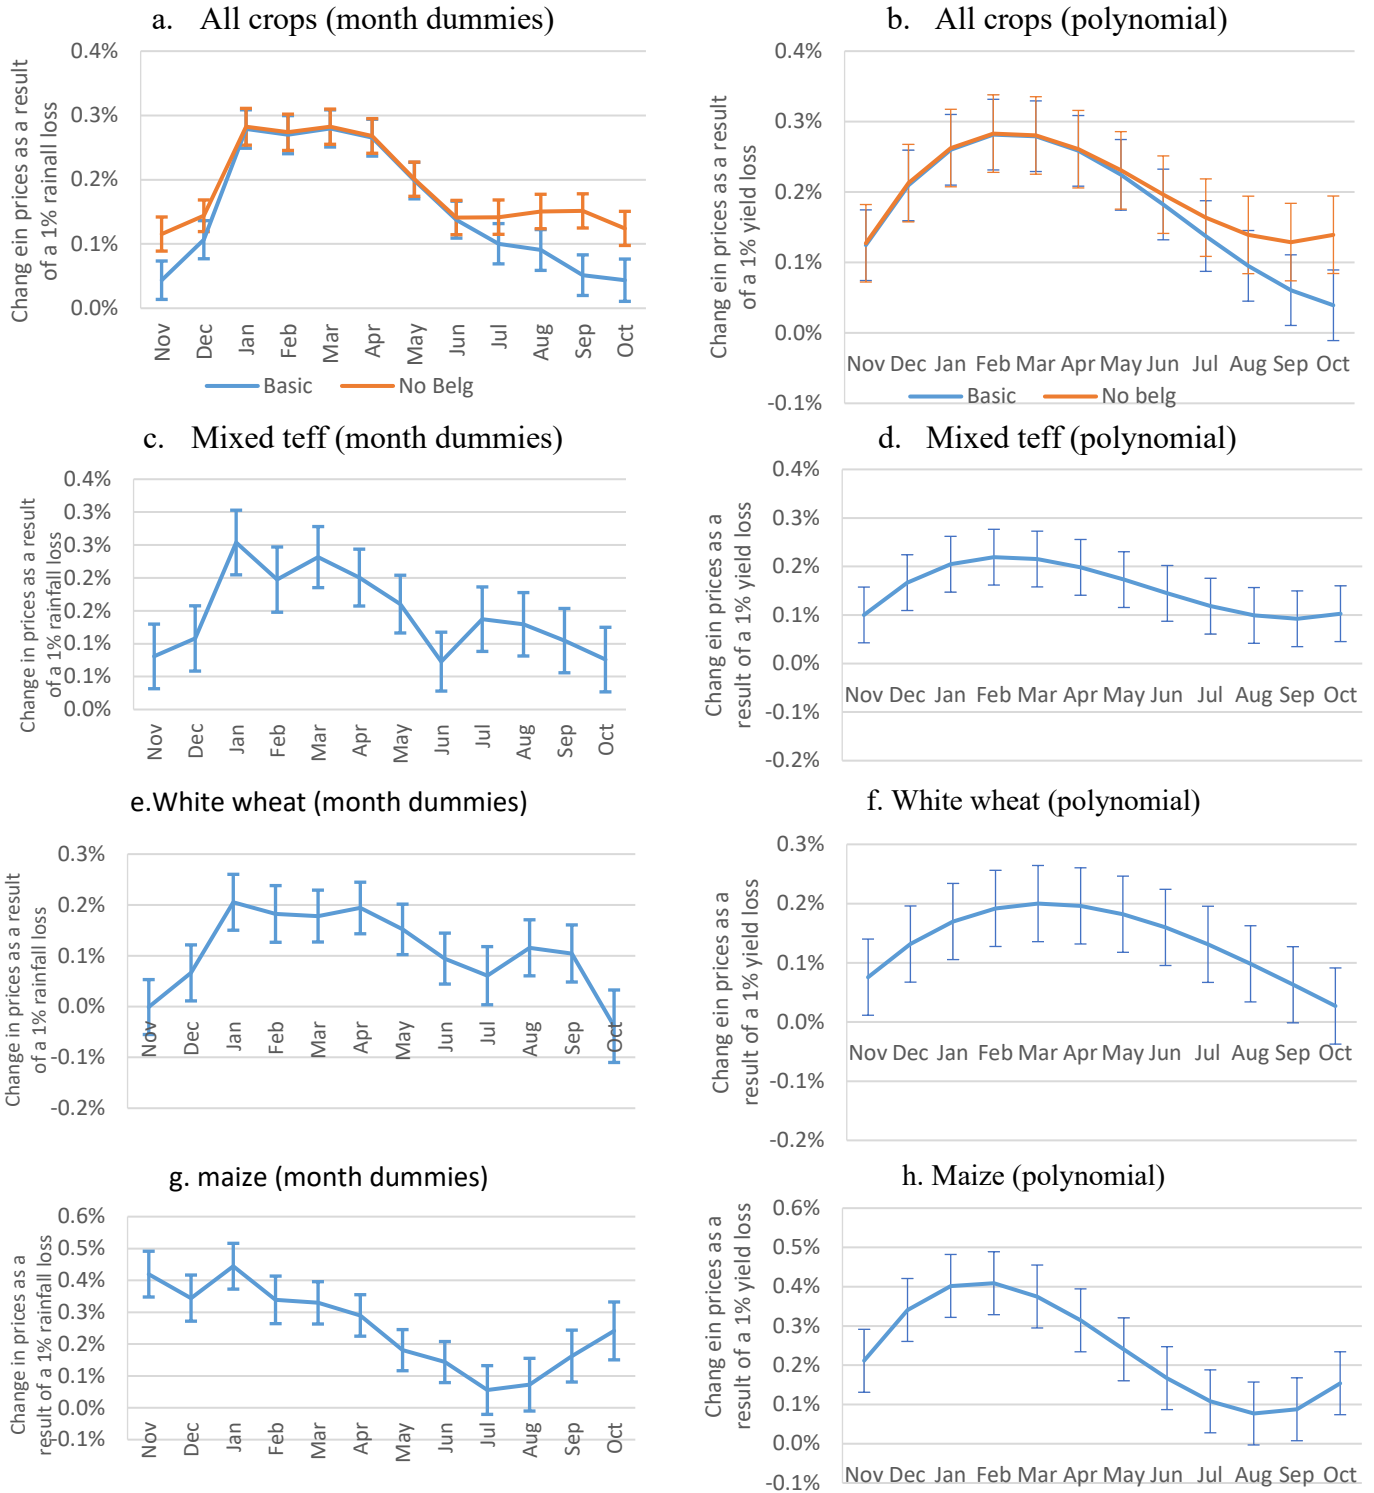 a. All crops (month dummies)
Chang ein prices as a result
of a 1% rainfall loss
0.4%
0.3%
0.2%
0.1%
0.0%
Nov Dec Jan Feb Mar Apr May Jun Jul Aug Sep Oct
Basic No Belg
b. All crops (polynomial)
Chang ein prices as a result
of a 1% yield loss
0.4%
0.3%
0.2%
0.1%
0.0%
-0.1%
Nov Dec Jan Feb Mar Apr May Jun Jul Aug Sep Oct
Basic No belg
c. Mixed teff (month dummies)
Change in prices as a result
of a 1% rainfall loss
0.4%
0.3%
0.3%
0.2%
0.2%
0.1%
0.1%
0.0%
Nov Dec Jan Feb Mar Apr May Jun Jul Aug Sep Oct
d. Mixed teff (polynomial)
Chang ein prices as a
result of a 1% yield loss
0.4%
0.3%
0.2%
0.1%
0.0%
-0.1%
-0.2%
Nov Dec Jan Feb Mar Apr May Jun Jul Aug Sep Oct
e.White wheat (month dummies)
Change in prices as a result
of a 1% rainfall loss
0.3%
0.2%
0.1%
0.0%
-0.1%
-0.2%
Nov Dec Jan Feb Mar Apr May Jun Jul Aug Sep Oct
f. White wheat (polynomial)
Chang ein prices as a
result of a 1% yield loss
0.3%
0.2%
0.1%
0.0%
-0.1%
-0.2%
Nov Dec Jan Feb Mar Apr May Jun Jul Aug Sep Oct
g. maize (month dummies)
Change in prices as a
result of a 1% rainfall loss
0.6%
0.5%
0.4%
0.3%
0.2%
0.1%
0.0%
-0.1%
Nov Dec Jan Feb Mar Apr May Jun Jul Aug Sep Oct
h. Maize (polynomial)
Chang ein prices as a
result of a 1% yield loss
0.6%
0.5%
0.4%
0.3%
0.2%
0.1%
0.0%
-0.1%
Nov Dec Jan Feb Mar Apr May Jun Jul Aug Sep Oct